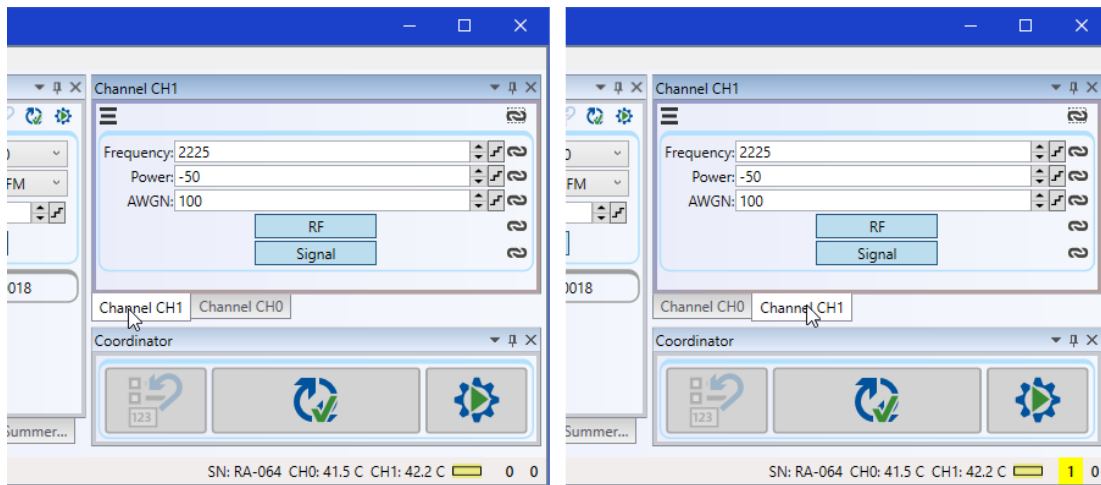 Channel CH1
Frequency: 2225
FM
Power: -50
AWGN: 100
RF
Signal
0018
Channel CH1 Channel CH0
Coordinator
123
Summer...
SN: RA-064 CH0: 41.5 C CH1: 42.2 C 0 0
Channel CH1
Frequency: 2225
FM
Power: -50
AWGN: 100
RF
Signal
0018
Channel CH0 Channel CH1
Coordinator
123
Summer...
SN: RA-064 CH0: 41.5 C CH1: 42.2 C 1 0